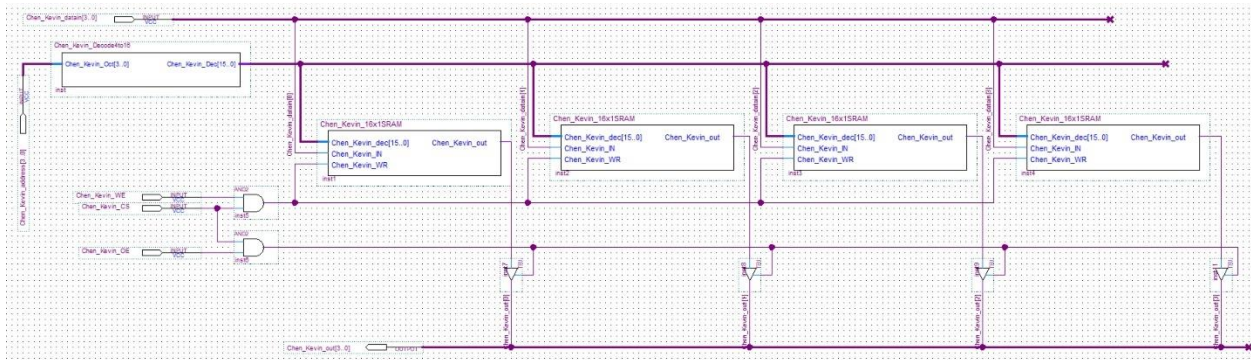 Chen_Kevin_datain[3..0] INPUT VCC
Chen_Kevin_Decode4to16
Chen_Kevin_Oct[3..0] Chen_Kevin_Dec[15..0]
inst
INPUT VCC
Chen_Kevin_address[3..0]
Chen_Kevin_datain[0]
Chen_Kevin_datain[1]
Chen_Kevin_datain[2]
Chen_Kevin_datain[3]
Chen_Kevin_16x1SRAM
Chen_Kevin_dec[15..0] Chen_Kevin_out
Chen_Kevin_IN
Chen_Kevin_WR
inst1
Chen_Kevin_16x1SRAM
Chen_Kevin_dec[15..0] Chen_Kevin_out
Chen_Kevin_IN
Chen_Kevin_WR
inst2
Chen_Kevin_16x1SRAM
Chen_Kevin_dec[15..0] Chen_Kevin_out
Chen_Kevin_IN
Chen_Kevin_WR
inst3
Chen_Kevin_16x1SRAM
Chen_Kevin_dec[15..0] Chen_Kevin_out
Chen_Kevin_IN
Chen_Kevin_WR
inst4
Chen_Kevin_WE INPUT VCC
Chen_Kevin_CS INPUT VCC
AND2
inst5
AND2
inst6
Chen_Kevin_OE INPUT VCC
inst7
Chen_Kevin_out[0]
Chen_Kevin_out[1]
Chen_Kevin_out[2]
Chen_Kevin_out[3]
Chen_Kevin_out[3..0] OUTPUT